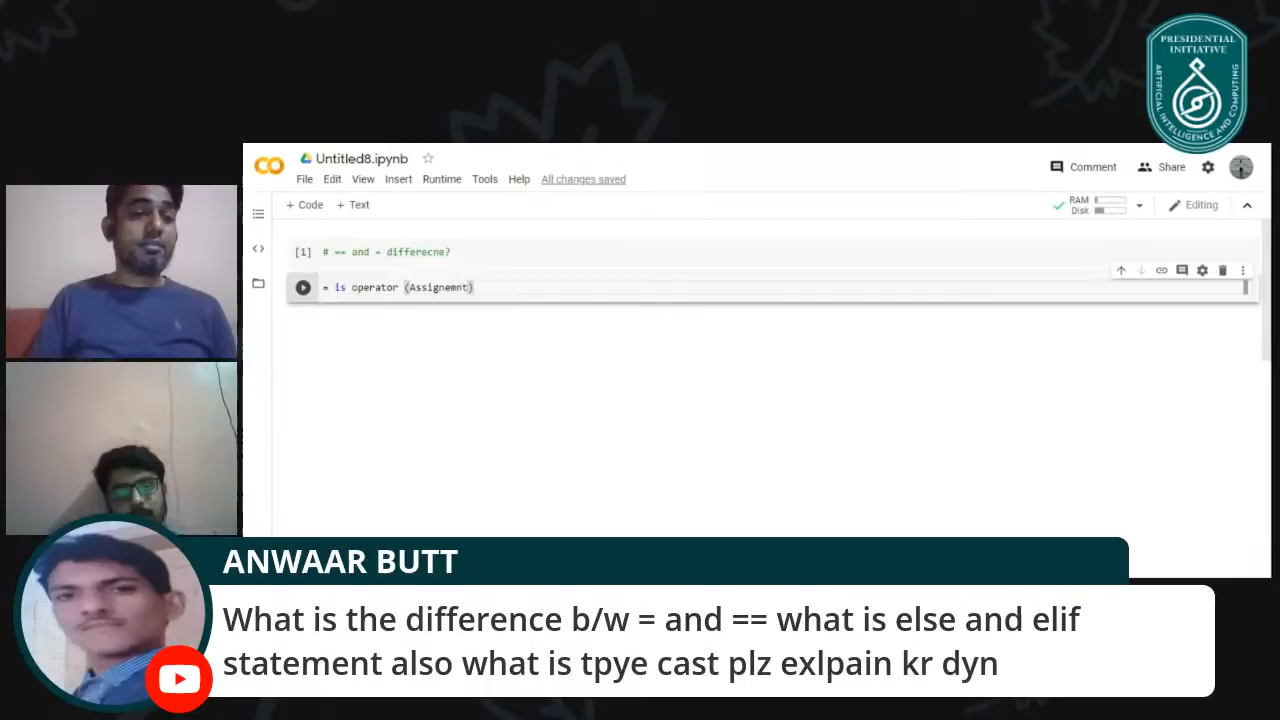 PRESIDENTIAL
INITIATIVE
ARTIFICIAL INTELLIGENCE AND COMPUTING
CO
Untitled8.ipynb
Comment
Share
File Edit View Insert Runtime Tools Help All changes saved
+ Code + Text
RAM
Disk
Editing
[1] # == and = differecne?
= is operator (Assignemnt)
ANWAAR BUTT
What is the difference b/w = and == what is else and elif
statement also what is tpye cast plz exlpain kr dyn